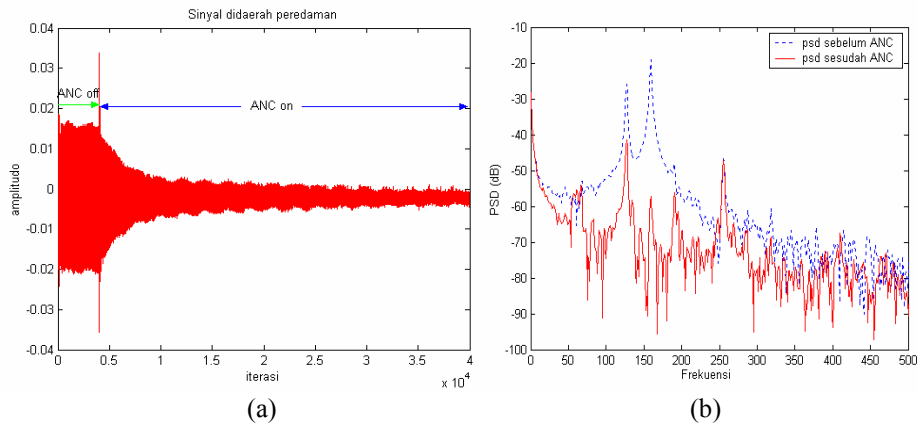 Sinyal didaerah peredaman
0.04
0.03
0.02
0.01
0
-0.01
-0.02
-0.03
-0.04
amplitudo
ANC off
ANC on
0 0.5 1 1.5 2 2.5 3 3.5 4
iterasi
x 10^4
(a)
-10
-20
-30
-40
-50
-60
-70
-80
-90
-100
PSD (dB)
psd sebelum ANC
psd sesudah ANC
0 50 100 150 200 250 300 350 400 450 500
Frekuensi
(b)